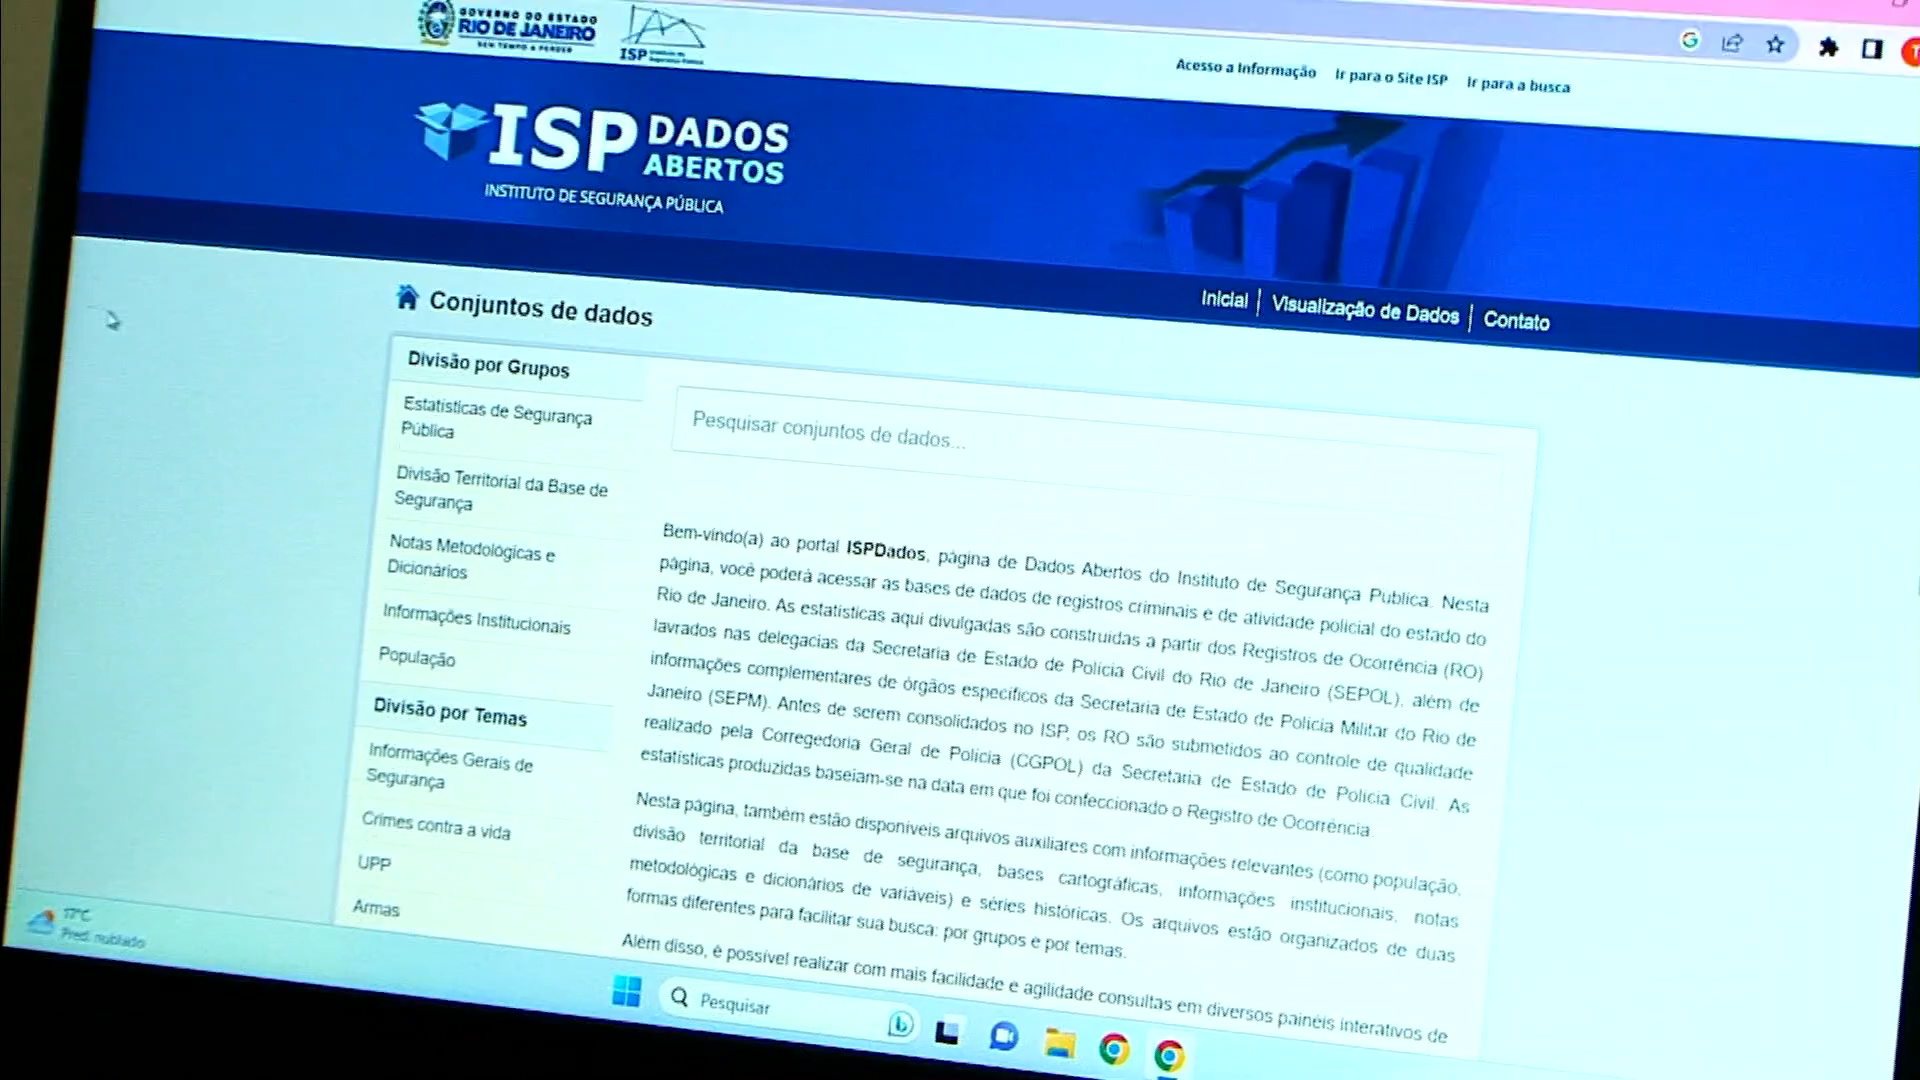 GOVERNO DO ESTADO
RIO DE JANEIRO
SEM TEMPO A PERDER
ISP
Acesso a Informação
Ir para o Site ISP
Ir para a busca
ISP DADOS
ABERTOS
INSTITUTO DE SEGURANÇA PÚBLICA
Inicial
Visualização de Dados
Contato
Conjuntos de dados
Divisão por Grupos
Estatísticas de Segurança
Pública
Divisão Territorial da Base de
Segurança
Notas Metodológicas e
Dicionários
Informações Institucionais
População
Divisão por Temas
Informações Gerais de
Segurança
Crimes contra a vida
UPP
Armas
Pesquisar conjuntos de dados...
Bem-vindo(a) ao portal ISPDados, página de Dados Abertos do Instituto de Segurança Pública. Nesta
página, você poderá acessar as bases de dados de registros criminais e de atividade policial do estado do
Rio de Janeiro. As estatísticas aqui divulgadas são construídas a partir dos Registros de Ocorrência (RO)
lavrados nas delegacias da Secretaria de Estado de Polícia Civil do Rio de Janeiro (SEPOL), além de
informações complementares de órgãos específicos da Secretaria de Estado de Polícia Militar do Rio de
Janeiro (SEPM). Antes de serem consolidados no ISP, os RO são submetidos ao controle de qualidade
realizado pela Corregedoria Geral de Polícia (CGPOL) da Secretaria de Estado de Polícia Civil. As
estatísticas produzidas baseiam-se na data em que foi confeccionado o Registro de Ocorrência.
Nesta página, também estão disponíveis arquivos auxiliares com informações relevantes (como população,
divisão territorial da base de segurança, bases cartográficas, informações institucionais, notas
metodológicas e dicionários de variáveis) e séries históricas. Os arquivos estão organizados de duas
formas diferentes para facilitar sua busca: por grupos e por temas.
Além disso, é possível realizar com mais facilidade e agilidade consultas em diversos painéis interativos de
17°C
Pred. nublado
Pesquisar